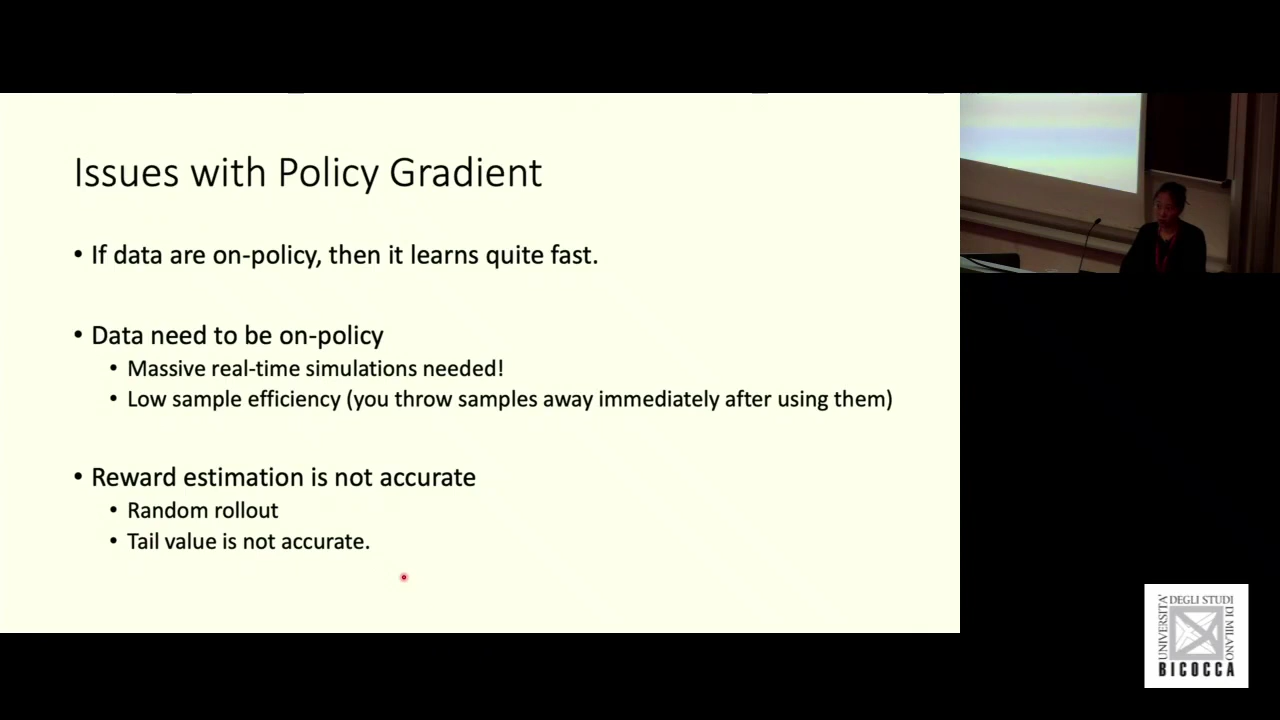 Issues with Policy Gradient
• If data are on-policy, then it learns quite fast.
• Data need to be on-policy
• Massive real-time simulations needed!
• Low sample efficiency (you throw samples away immediately after using them)
• Reward estimation is not accurate
• Random rollout
• Tail value is not accurate.
UNIVERSITA'
DEGLI STUDI
DI MILANO
BICOCCA